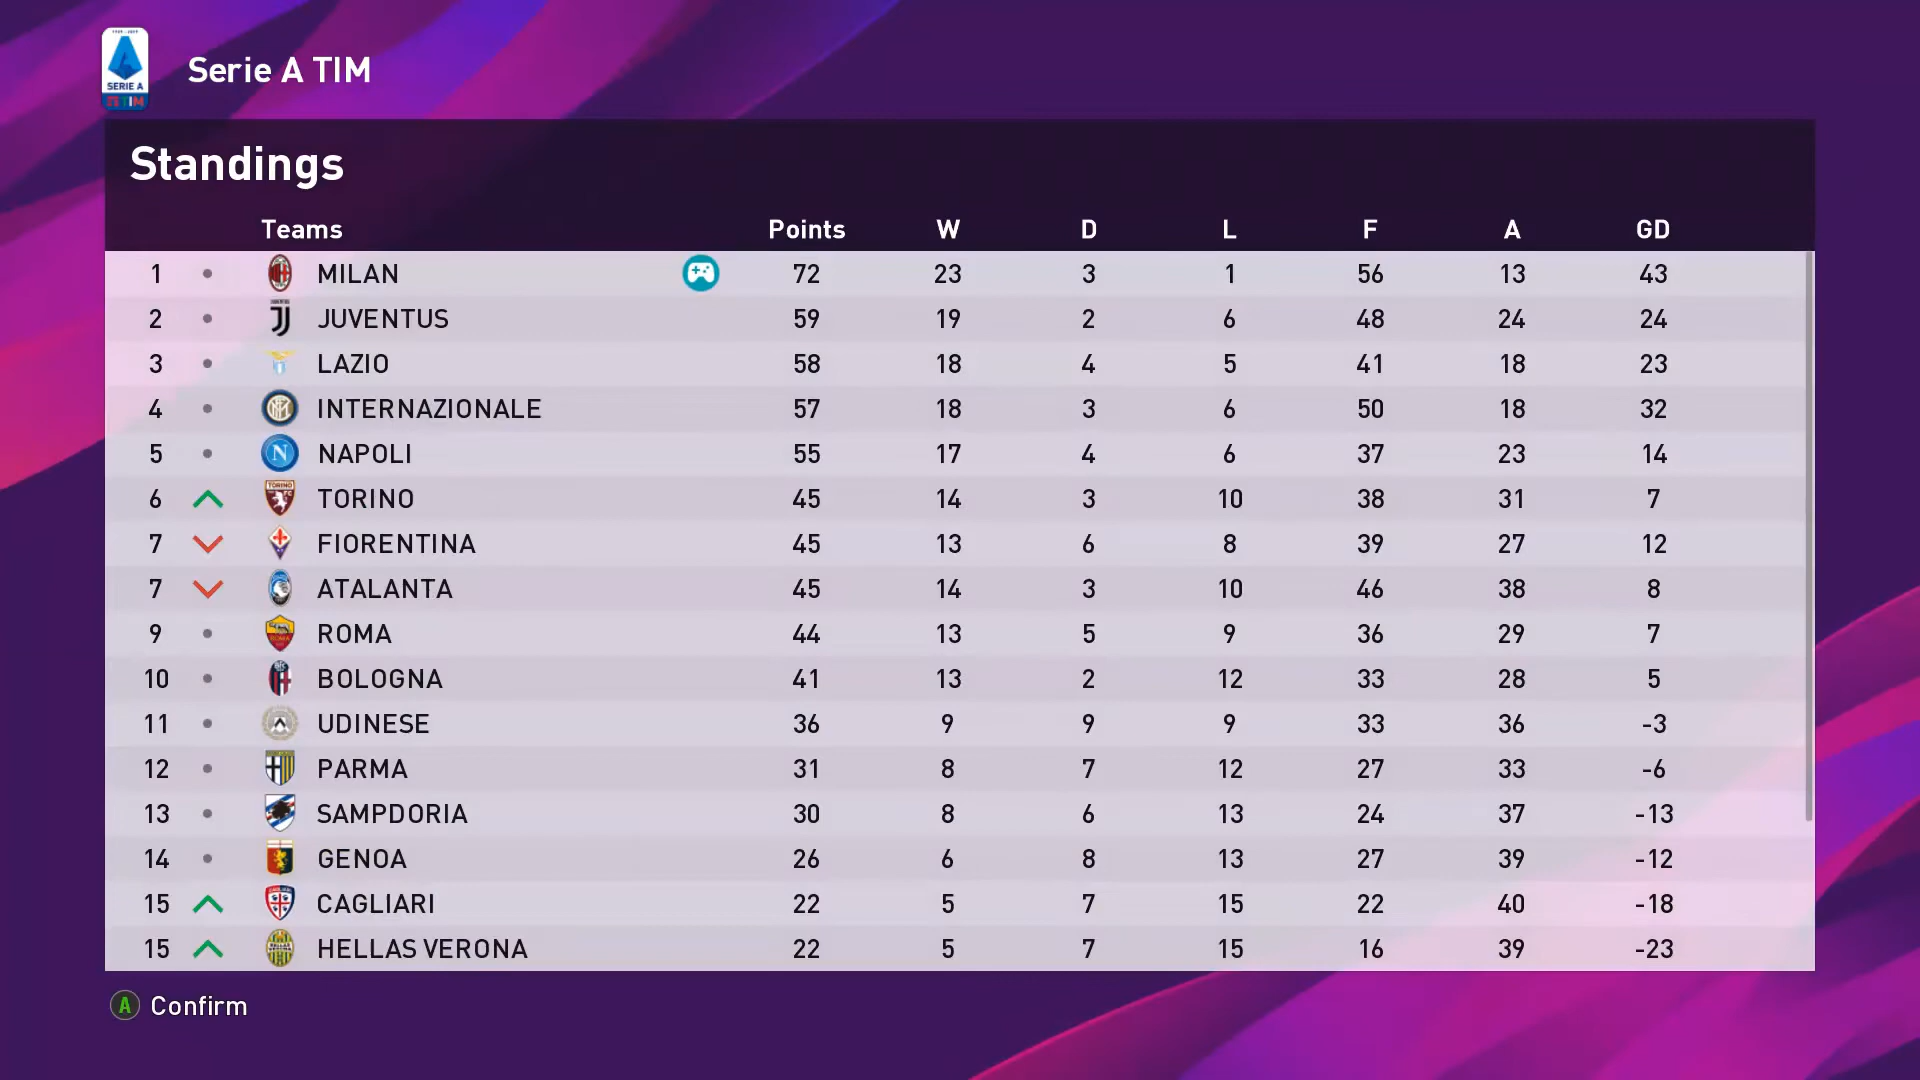 SERIE A
TIM
Serie A TIM
Standings
Teams Points W D L F A GD
1 MILAN 72 23 3 1 56 13 43
2 JUVENTUS 59 19 2 6 48 24 24
3 LAZIO 58 18 4 5 41 18 23
4 INTERNAZIONALE 57 18 3 6 50 18 32
5 NAPOLI 55 17 4 6 37 23 14
6 TORINO 45 14 3 10 38 31 7
7 FIORENTINA 45 13 6 8 39 27 12
7 ATALANTA 45 14 3 10 46 38 8
9 ROMA 44 13 5 9 36 29 7
10 BOLOGNA 41 13 2 12 33 28 5
11 UDINESE 36 9 9 9 33 36 -3
12 PARMA 31 8 7 12 27 33 -6
13 SAMPDORIA 30 8 6 13 24 37 -13
14 GENOA 26 6 8 13 27 39 -12
15 CAGLIARI 22 5 7 15 22 40 -18
15 HELLAS VERONA 22 5 7 15 16 39 -23
A Confirm